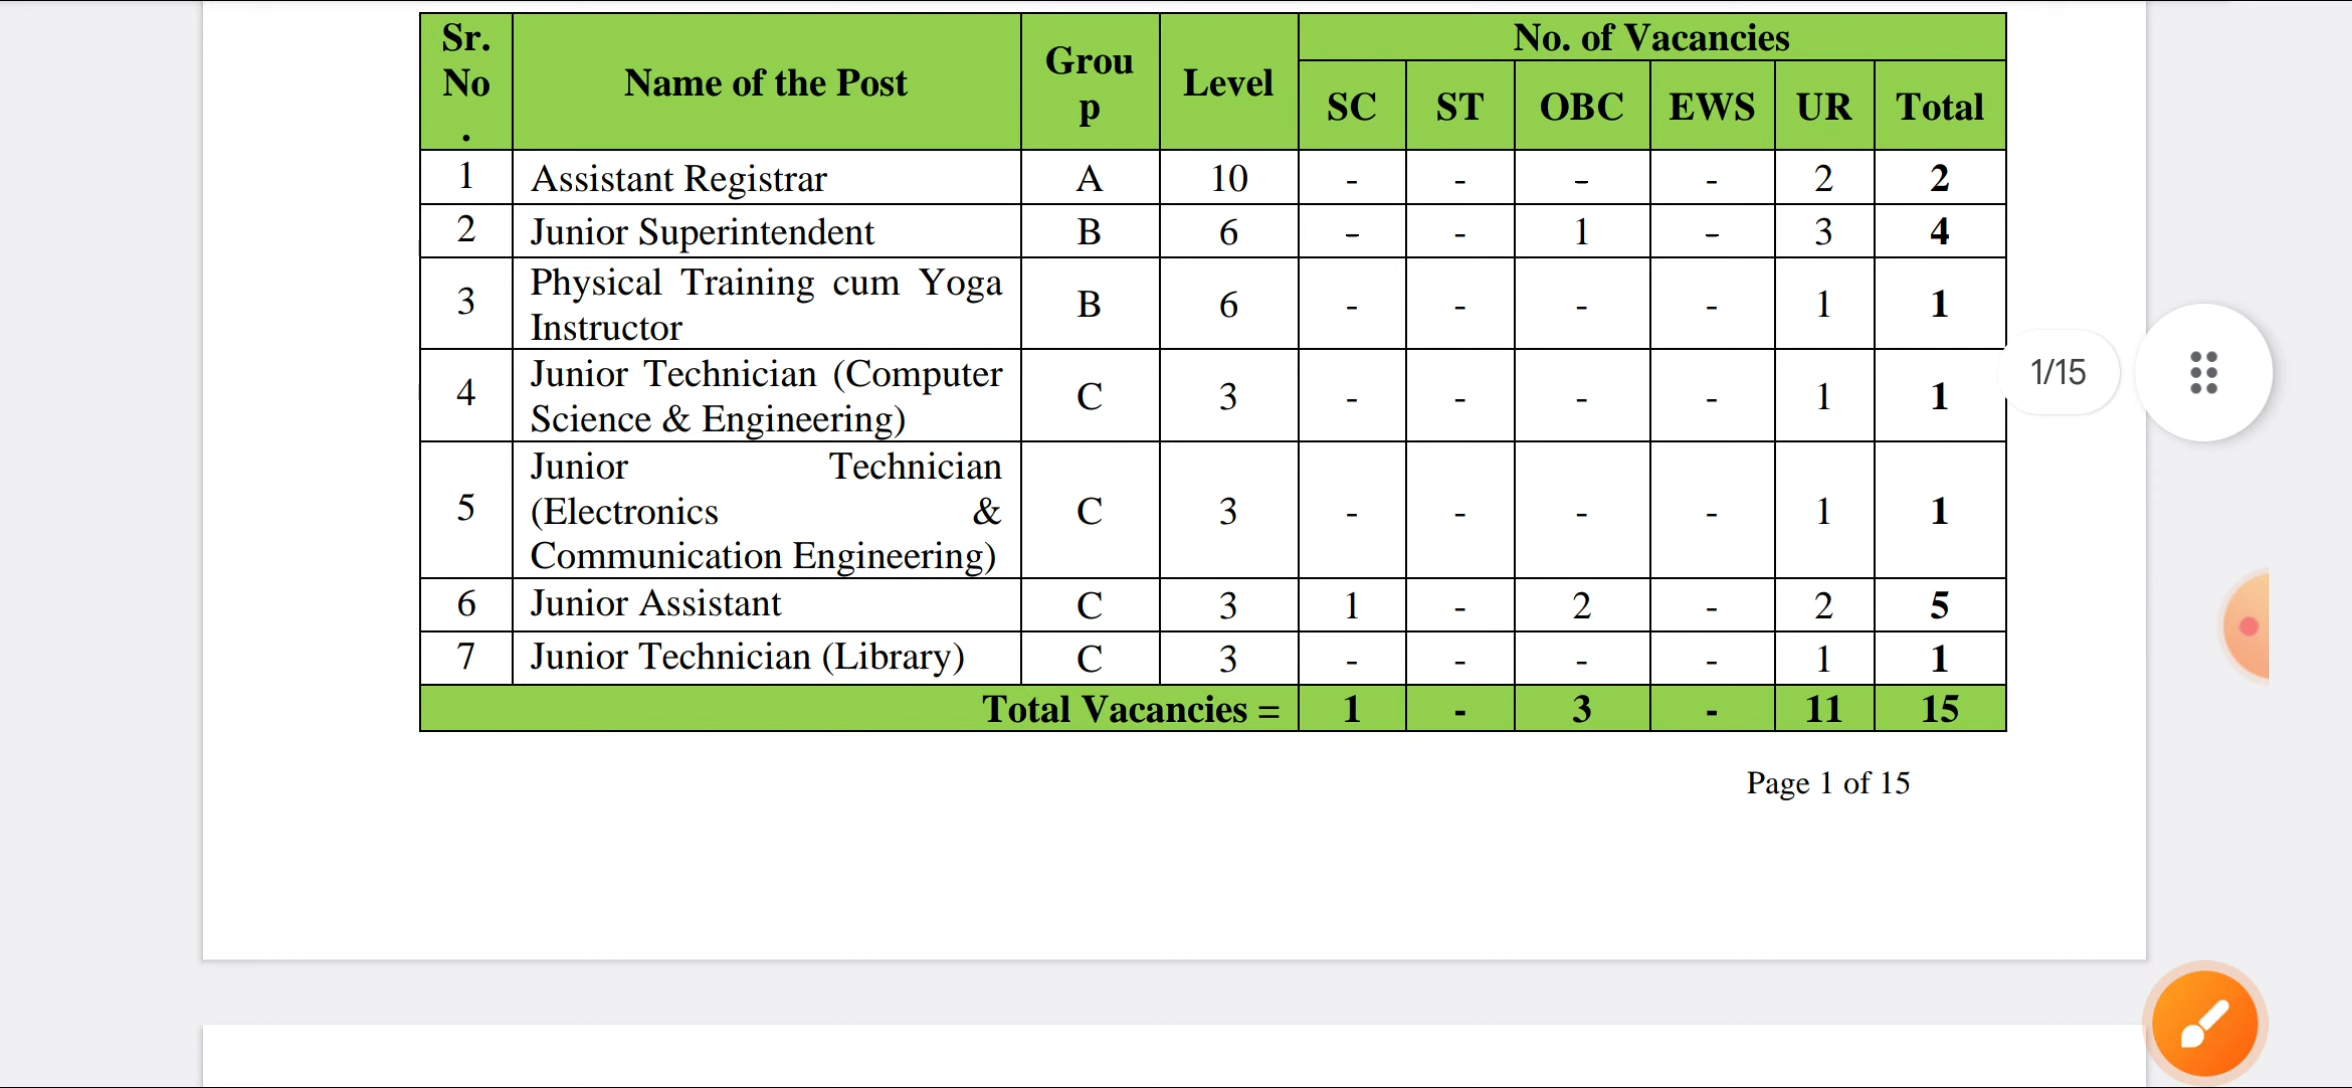 Sr. No . Name of the Post Grou p Level No. of Vacancies
SC ST OBC EWS UR Total
1 Assistant Registrar A 10 - - - - 2 2
2 Junior Superintendent B 6 - - 1 - 3 4
3 Physical Training cum Yoga
Instructor B 6 - - - - 1 1
4 Junior Technician (Computer
Science & Engineering) C 3 - - - - 1 1
5 Junior Technician
(Electronics &
Communication Engineering) C 3 - - - - 1 1
6 Junior Assistant C 3 1 - 2 - 2 5
7 Junior Technician (Library) C 3 - - - - 1 1
Total Vacancies = 1 - 3 - 11 15
1/15
Page 1 of 15